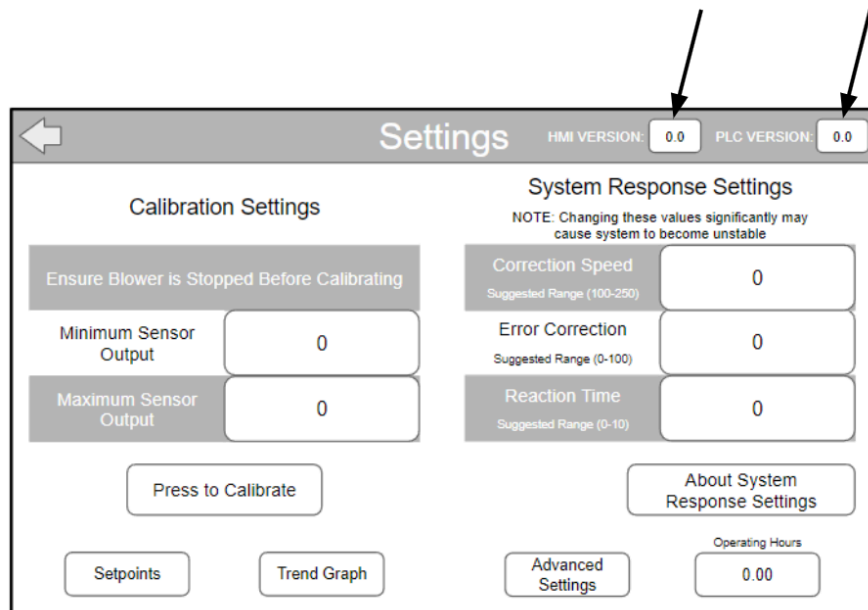 Settings
HMI VERSION: 0.0
PLC VERSION: 0.0
Calibration Settings
Ensure Blower is Stopped Before Calibrating
Minimum Sensor
Output
0
Maximum Sensor
Output
0
Press to Calibrate
Setpoints
Trend Graph
System Response Settings
NOTE: Changing these values significantly may
cause system to become unstable
Correction Speed
Suggested Range (100-250)
0
Error Correction
Suggested Range (0-100)
0
Reaction Time
Suggested Range (0-10)
0
About System
Response Settings
Advanced
Settings
Operating Hours
0.00